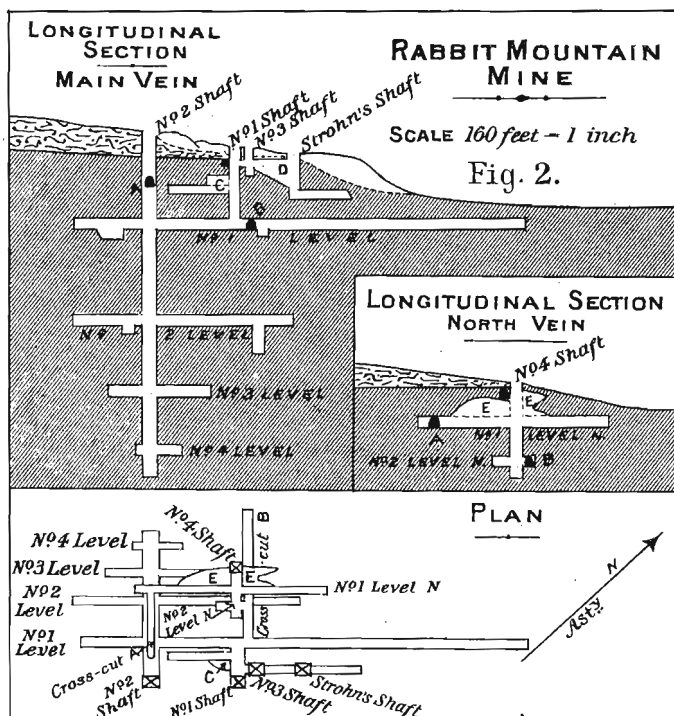 LONGITUDINAL
SECTION
MAIN VEIN
RABBIT MOUNTAIN
MINE
SCALE 160 feet = 1 inch
Fig. 2.
Nº2 Shaft
Nº1 Shaft
Nº3 Shaft
Strohn's Shaft
A
C
D
B
Nº1 LEVEL
Nº 2 LEVEL
Nº3 LEVEL
Nº4 LEVEL
LONGITUDINAL SECTION
NORTH VEIN
Nº4 Shaft
E
E
A
Nº1 LEVEL N.
Nº2 LEVEL N.
B
PLAN
Nº4 Level
Nº3 Level
Nº2
Level
Nº1
Level
Nº4 Shaft
Cross-cut B
E
E
Nº1 Level N
Nº2
Level N.
Cross-cut A
Nº2
Shaft
C
Nº1 Shaft
Nº3 Shaft
Strohn's Shaft
Asty.
N